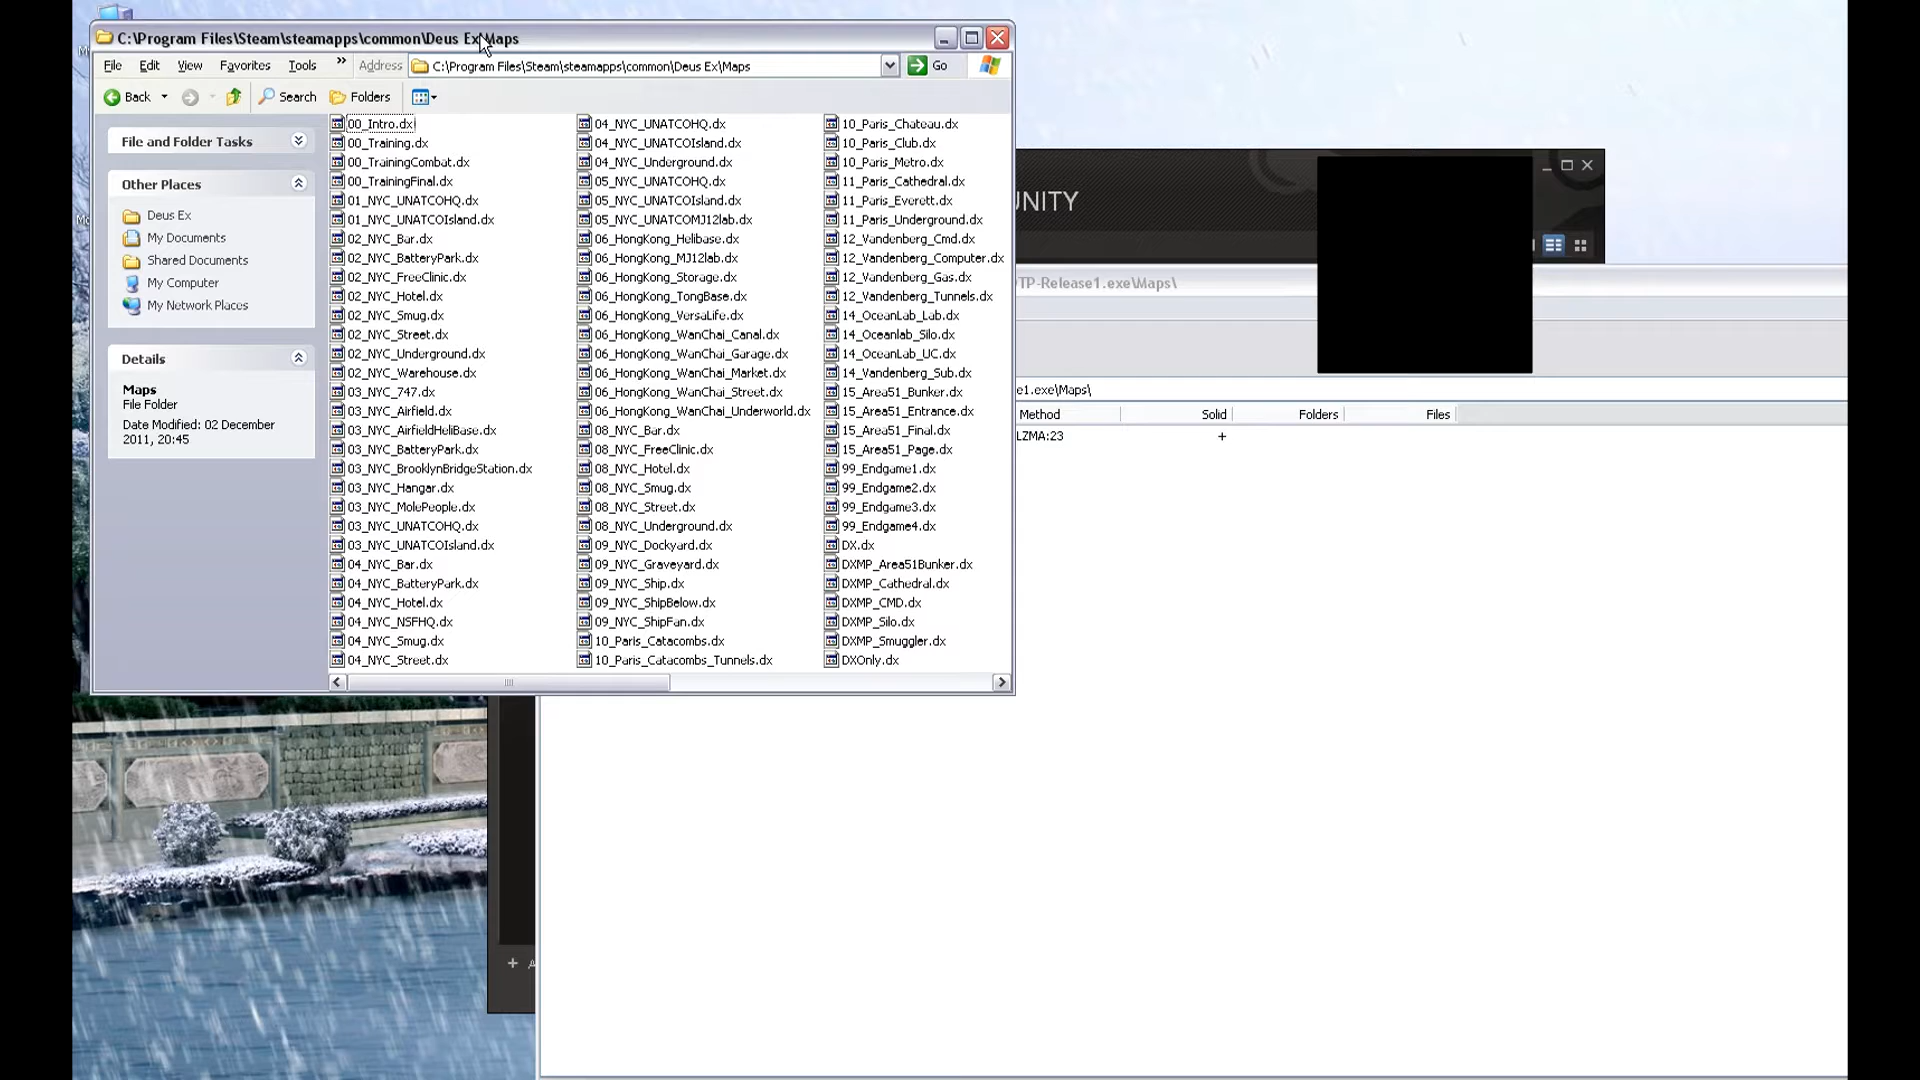 C:\Program Files\Steam\steamapps\common\Deus Ex\Maps
File Edit View Favorites Tools » Address C:\Program Files\Steam\steamapps\common\Deus Ex\Maps Go
Back Search Folders
File and Folder Tasks
Other Places
Deus Ex
My Documents
Shared Documents
My Computer
My Network Places
Details
Maps
File Folder
Date Modified: 02 December
2011, 20:45
00_Intro.dx
00_Training.dx
00_TrainingCombat.dx
00_TrainingFinal.dx
01_NYC_UNATCOHQ.dx
01_NYC_UNATCOIsland.dx
02_NYC_Bar.dx
02_NYC_BatteryPark.dx
02_NYC_FreeClinic.dx
02_NYC_Hotel.dx
02_NYC_Smug.dx
02_NYC_Street.dx
02_NYC_Underground.dx
02_NYC_Warehouse.dx
03_NYC_747.dx
03_NYC_Airfield.dx
03_NYC_AirfieldHeliBase.dx
03_NYC_BatteryPark.dx
03_NYC_BrooklynBridgeStation.dx
03_NYC_Hangar.dx
03_NYC_MolePeople.dx
03_NYC_UNATCOHQ.dx
03_NYC_UNATCOIsland.dx
04_NYC_Bar.dx
04_NYC_BatteryPark.dx
04_NYC_Hotel.dx
04_NYC_NSFHQ.dx
04_NYC_Smug.dx
04_NYC_Street.dx
04_NYC_UNATCOHQ.dx
04_NYC_UNATCOIsland.dx
04_NYC_Underground.dx
05_NYC_UNATCOHQ.dx
05_NYC_UNATCOIsland.dx
05_NYC_UNATCOMJ12lab.dx
06_HongKong_Helibase.dx
06_HongKong_MJ12lab.dx
06_HongKong_Storage.dx
06_HongKong_TongBase.dx
06_HongKong_VersaLife.dx
06_HongKong_WanChai_Canal.dx
06_HongKong_WanChai_Garage.dx
06_HongKong_WanChai_Market.dx
06_HongKong_WanChai_Street.dx
06_HongKong_WanChai_Underworld.dx
08_NYC_Bar.dx
08_NYC_FreeClinic.dx
08_NYC_Hotel.dx
08_NYC_Smug.dx
08_NYC_Street.dx
08_NYC_Underground.dx
09_NYC_Dockyard.dx
09_NYC_Graveyard.dx
09_NYC_Ship.dx
09_NYC_ShipBelow.dx
09_NYC_ShipFan.dx
10_Paris_Catacombs.dx
10_Paris_Catacombs_Tunnels.dx
10_Paris_Chateau.dx
10_Paris_Club.dx
10_Paris_Metro.dx
11_Paris_Cathedral.dx
11_Paris_Everett.dx
11_Paris_Underground.dx
12_Vandenberg_Cmd.dx
12_Vandenberg_Computer.dx
12_Vandenberg_Gas.dx
12_Vandenberg_Tunnels.dx
14_OceanLab_Lab.dx
14_Oceanlab_Silo.dx
14_OceanLab_UC.dx
14_Vandenberg_Sub.dx
15_Area51_Bunker.dx
15_Area51_Entrance.dx
15_Area51_Final.dx
15_Area51_Page.dx
99_Endgame1.dx
99_Endgame2.dx
99_Endgame3.dx
99_Endgame4.dx
DX.dx
DXMP_Area51Bunker.dx
DXMP_Cathedral.dx
DXMP_CMD.dx
DXMP_Silo.dx
DXMP_Smuggler.dx
DXOnly.dx
UNITY
TP-Release1.exe\Maps\
e1.exe\Maps\
Method Solid Folders Files
LZMA:23 +